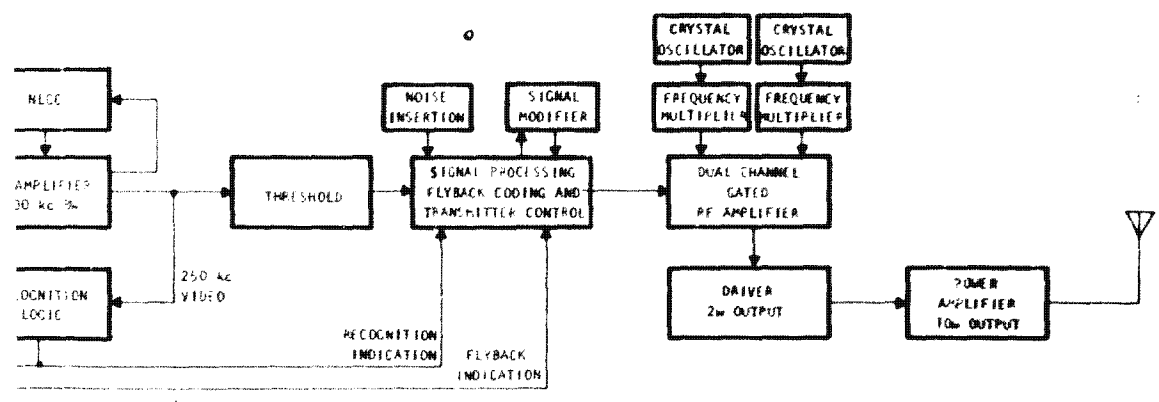 CRYSTAL
OSCILLATOR
CRYSTAL
OSCILLATOR
NOISE
INSERTION
SIGNAL
MODIFIER
FREQUENCY
MULTIPLIER
FREQUENCY
MULTIPLIER
AMPLIFIER
THRESHOLD
SIGNAL PROCESSING
FLYBACK CODING AND
TRANSMITTER CONTROL
DUAL CHANNEL
GATED
RF AMPLIFIER
250 kc
VIDEO
OGNITION
LOGIC
DRIVER
2w OUTPUT
POWER
AMPLIFIER
10w OUTPUT
RECOGNITION
INDICATION
FLYBACK
INDICATION